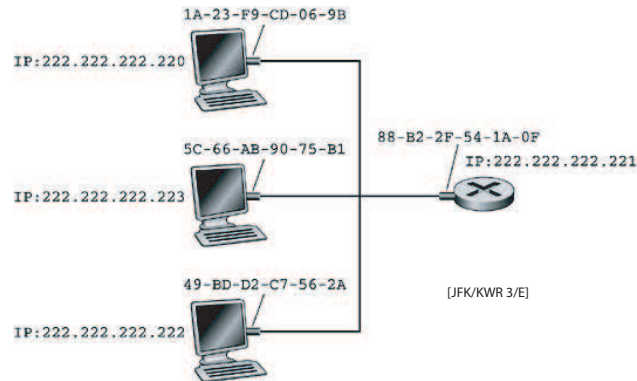 1A-23-F9-CD-06-9B
IP:222.222.222.220
88-B2-2F-54-1A-0F
5C-66-AB-90-75-B1
IP:222.222.222.221
IP:222.222.222.223
49-BD-D2-C7-56-2A
[JFK/KWR 3/E]
IP:222.222.222.222